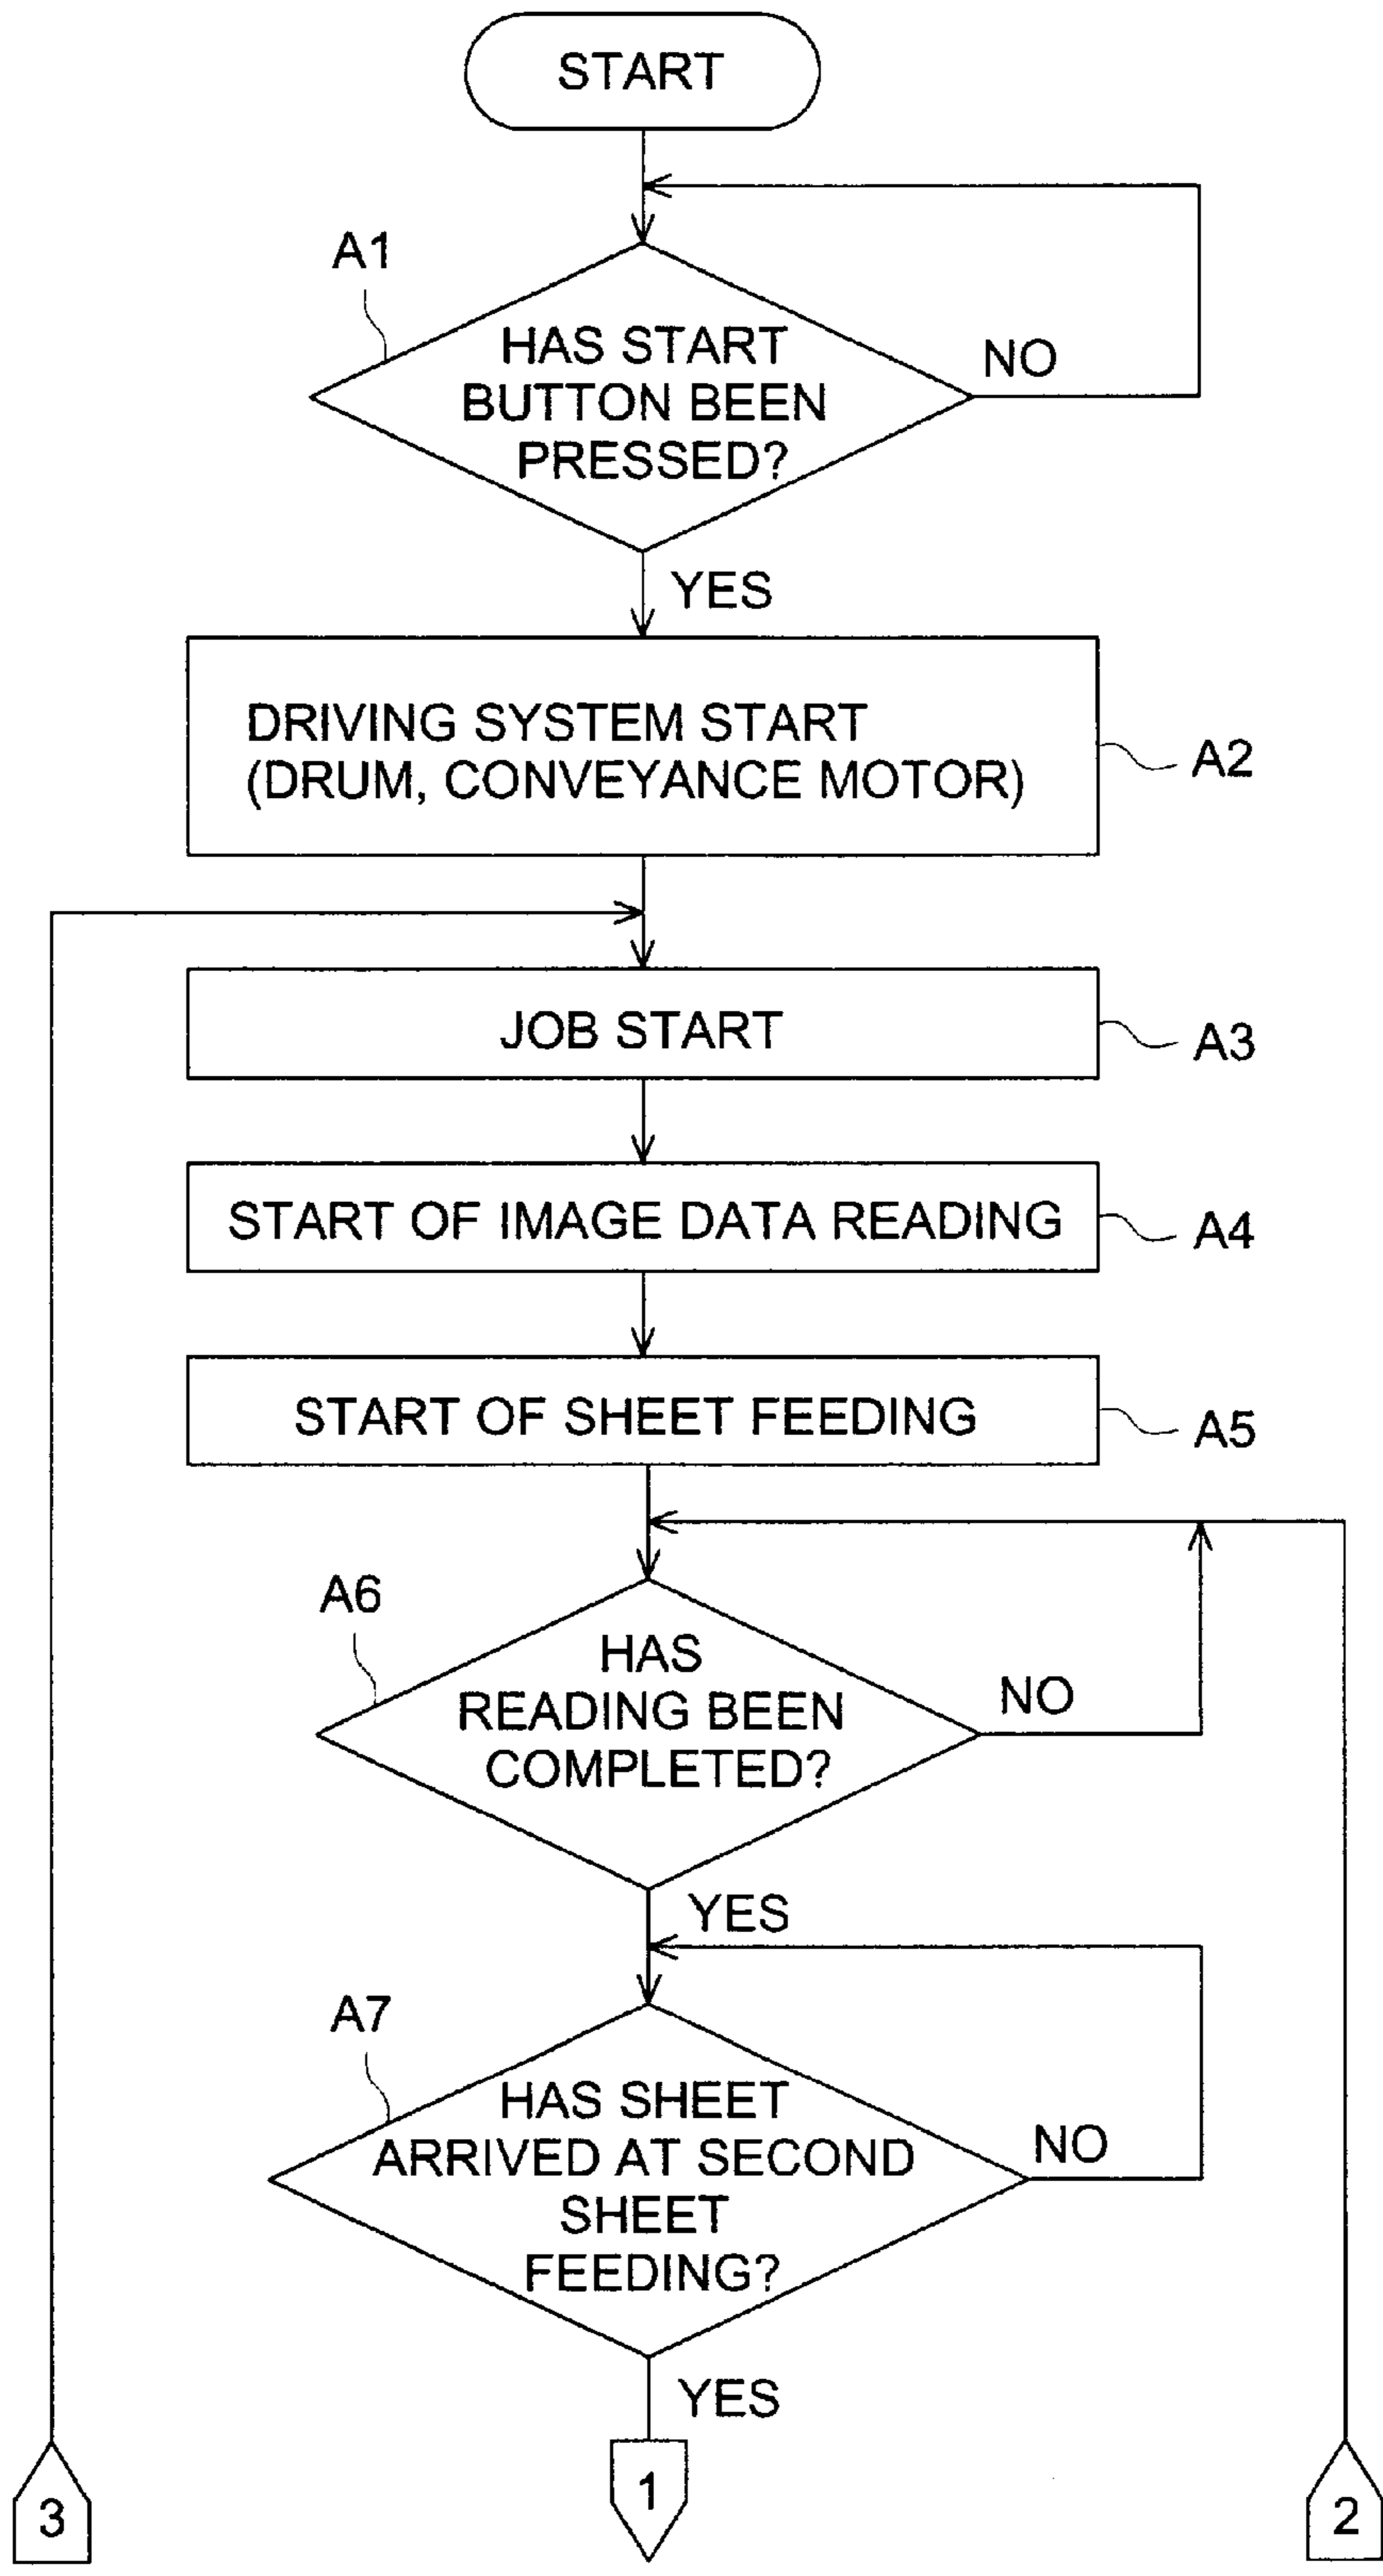 START
A1
HAS START
BUTTON BEEN
PRESSED?
NO
YES
DRIVING SYSTEM START
(DRUM, CONVEYANCE MOTOR)
A2
JOB START
A3
START OF IMAGE DATA READING
A4
START OF SHEET FEEDING
A5
A6
HAS
READING BEEN
COMPLETED?
NO
YES
A7
HAS SHEET
ARRIVED AT SECOND
SHEET
FEEDING?
NO
YES
3
1
2